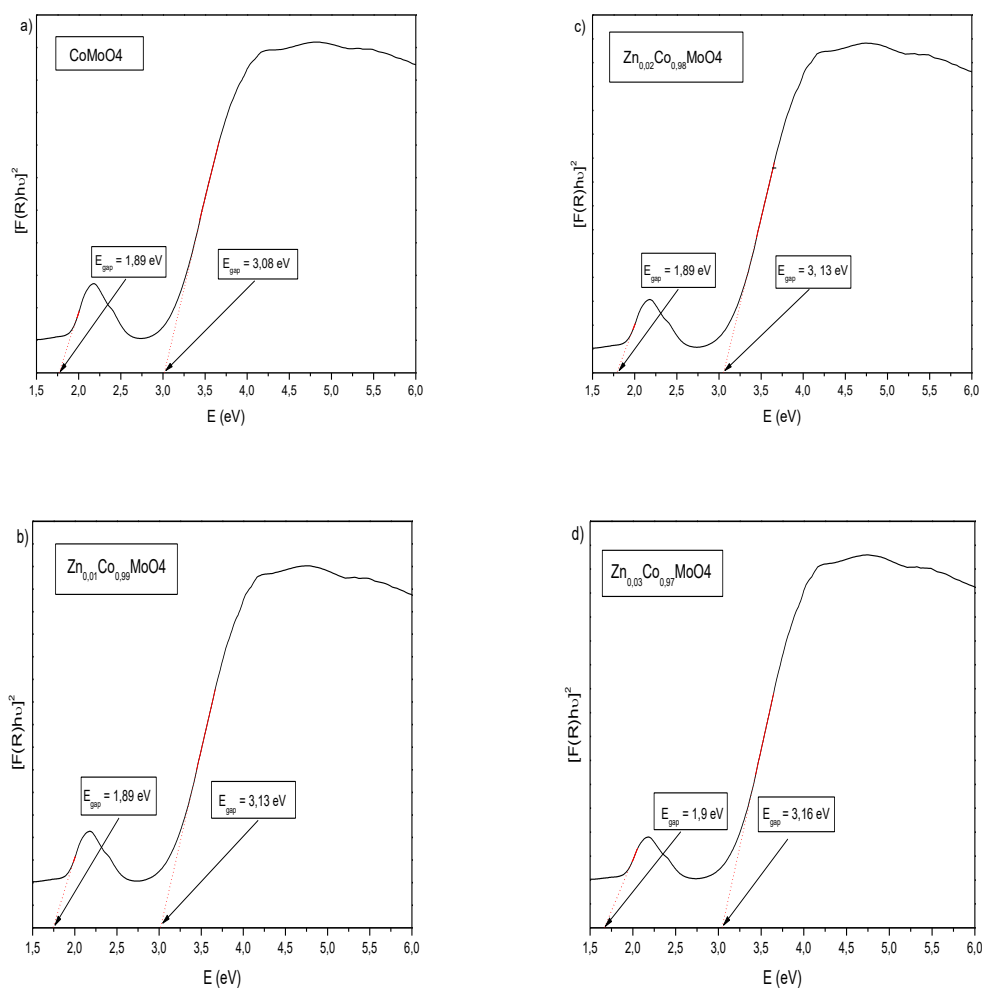 a)
CoMoO4
[F(R)hυ]²
E_gap = 1,89 eV
E_gap = 3,08 eV
1,5 2,0 2,5 3,0 3,5 4,0 4,5 5,0 5,5 6,0
E (eV)
c)
Zn₀,₀₂Co₀,₉₈MoO4
[F(R)hυ]²
E_gap = 1,89 eV
E_gap = 3, 13 eV
1,5 2,0 2,5 3,0 3,5 4,0 4,5 5,0 5,5 6,0
E (eV)
b)
Zn₀,₀₁Co₀,₉₉MoO4
[F(R)hυ]²
E_gap = 1,89 eV
E_gap = 3,13 eV
1,5 2,0 2,5 3,0 3,5 4,0 4,5 5,0 5,5 6,0
E (eV)
d)
Zn₀,₀₃Co₀,₉₇MoO4
[F(R)hυ]²
E_gap = 1,9 eV
E_gap = 3,16 eV
1,5 2,0 2,5 3,0 3,5 4,0 4,5 5,0 5,5 6,0
E (eV)